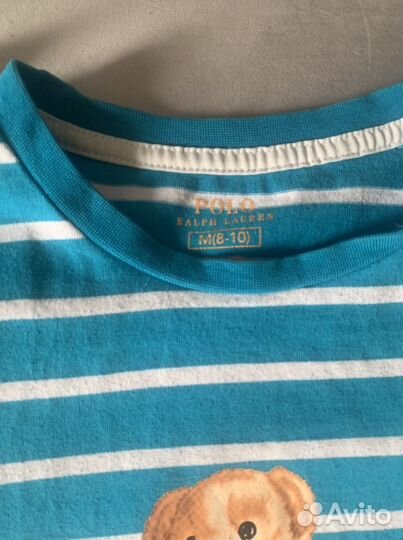 POLO
RALPH LAUREN
M(8-10)
Avito